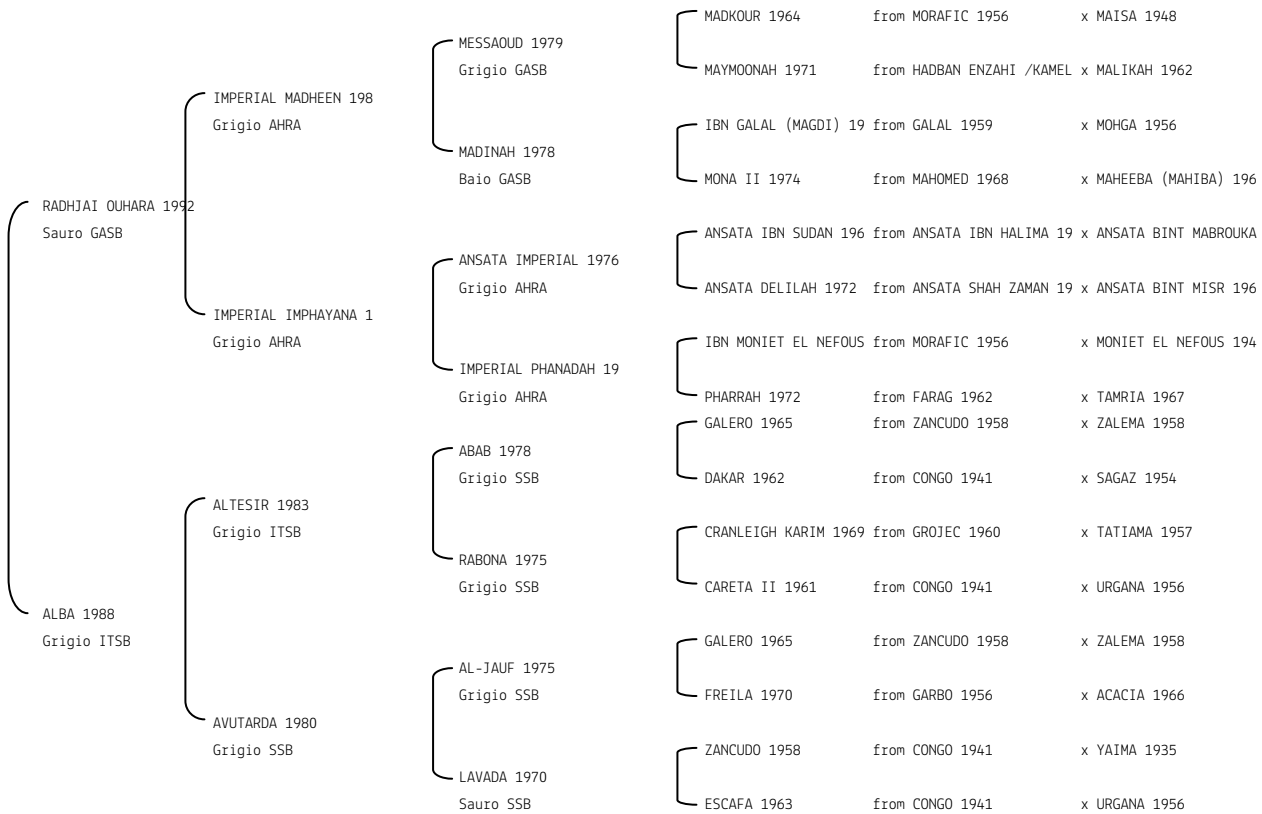 MADKOUR 1964 from MORAFIC 1956 x MAISA 1948
MESSAOUD 1979
Grigio GASB MAYMOONAH 1971 from HADBAN ENZAHI /KAMEL x MALIKAH 1962
IMPERIAL MADHEEN 198
Grigio AHRA IBN GALAL (MAGDI) 19 from GALAL 1959 x MOHGA 1956
MADINAH 1978
Baio GASB MONA II 1974 from MAHOMED 1968 x MAHEEBA (MAHIBA) 196
RADHJAI OUHARA 1992
Sauro GASB ANSATA IBN SUDAN 196 from ANSATA IBN HALIMA 19 x ANSATA BINT MABROUKA
ANSATA IMPERIAL 1976
Grigio AHRA ANSATA DELILAH 1972 from ANSATA SHAH ZAMAN 19 x ANSATA BINT MISR 196
IMPERIAL IMPHAYANA 1
Grigio AHRA IBN MONIET EL NEFOUS from MORAFIC 1956 x MONIET EL NEFOUS 194
IMPERIAL PHANADAH 19
Grigio AHRA PHARRAH 1972 from FARAG 1962 x TAMRIA 1967
GALERO 1965 from ZANCUDO 1958 x ZALEMA 1958
ABAB 1978
Grigio SSB DAKAR 1962 from CONGO 1941 x SAGAZ 1954
ALTESIR 1983
Grigio ITSB CRANLEIGH KARIM 1969 from GROJEC 1960 x TATIAMA 1957
RABONA 1975
Grigio SSB CARETA II 1961 from CONGO 1941 x URGANA 1956
ALBA 1988
Grigio ITSB GALERO 1965 from ZANCUDO 1958 x ZALEMA 1958
AL-JAUF 1975
Grigio SSB FREILA 1970 from GARBO 1956 x ACACIA 1966
AVUTARDA 1980
Grigio SSB ZANCUDO 1958 from CONGO 1941 x YAIMA 1935
LAVADA 1970
Sauro SSB ESCAFA 1963 from CONGO 1941 x URGANA 1956